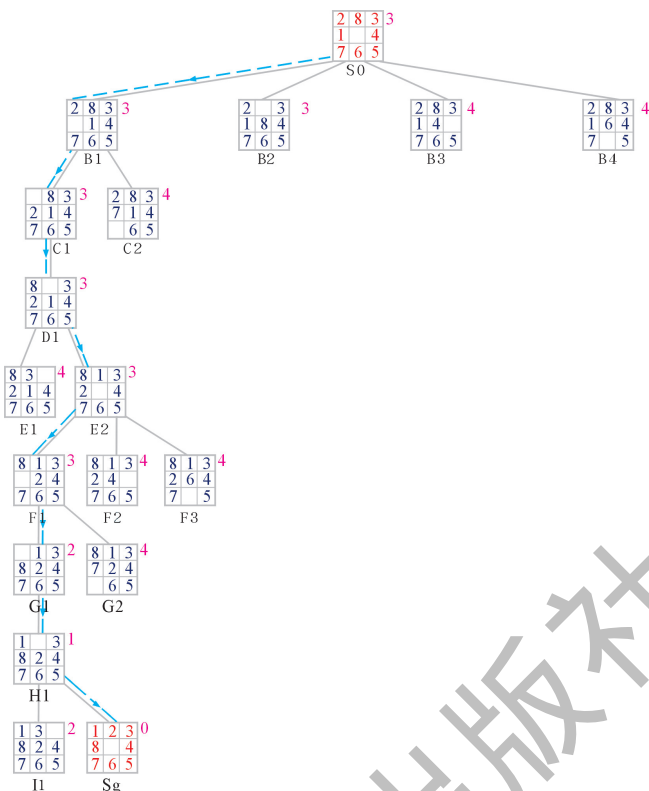 2 8 3 3
1 4
7 6 5
S0
2 8 3 3
1 4
7 6 5
B1
2 3 3
1 8 4
7 6 5
B2
2 8 3 4
1 4
7 6 5
B3
2 8 3 4
1 6 4
7 5
B4
8 3 3
2 1 4
7 6 5
C1
2 8 3 4
7 1 4
6 5
C2
8 3 3
2 1 4
7 6 5
D1
8 3 4
2 1 4
7 6 5
E1
8 1 3 3
2 4
7 6 5
E2
8 1 3 3
2 4
7 6 5
F1
8 1 3 4
2 4
7 6 5
F2
8 1 3 4
2 6 4
7 5
F3
1 3 2
8 2 4
7 6 5
G1
8 1 3 4
7 2 4
6 5
G2
1 3 1
8 2 4
7 6 5
H1
1 3 2
8 2 4
7 6 5
I1
1 2 3 0
8 4
7 6 5
Sg
出版社